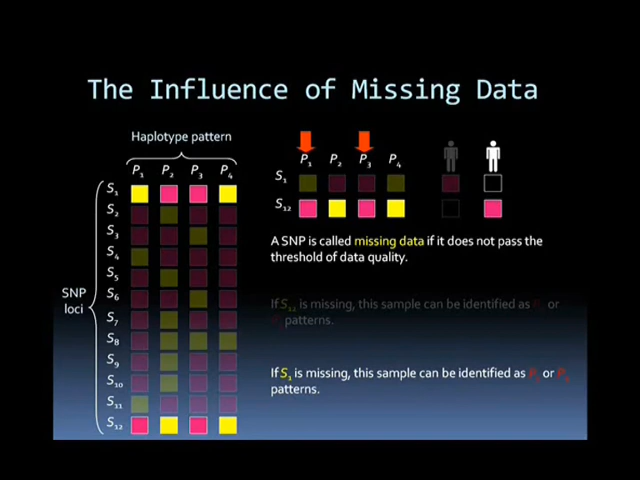 The Influence of Missing Data
Haplotype pattern
P1 P2 P3 P4
S1
S2
S3
S4
S5
S6
S7
S8
S9
S10
S11
S12
SNP
loci
P1 P2 P3 P4
S1
S12
A SNP is called missing data if it does not pass the
threshold of data quality.
If S12 is missing, this sample can be identified as or
patterns.
If S1 is missing, this sample can be identified as P1 or
patterns.